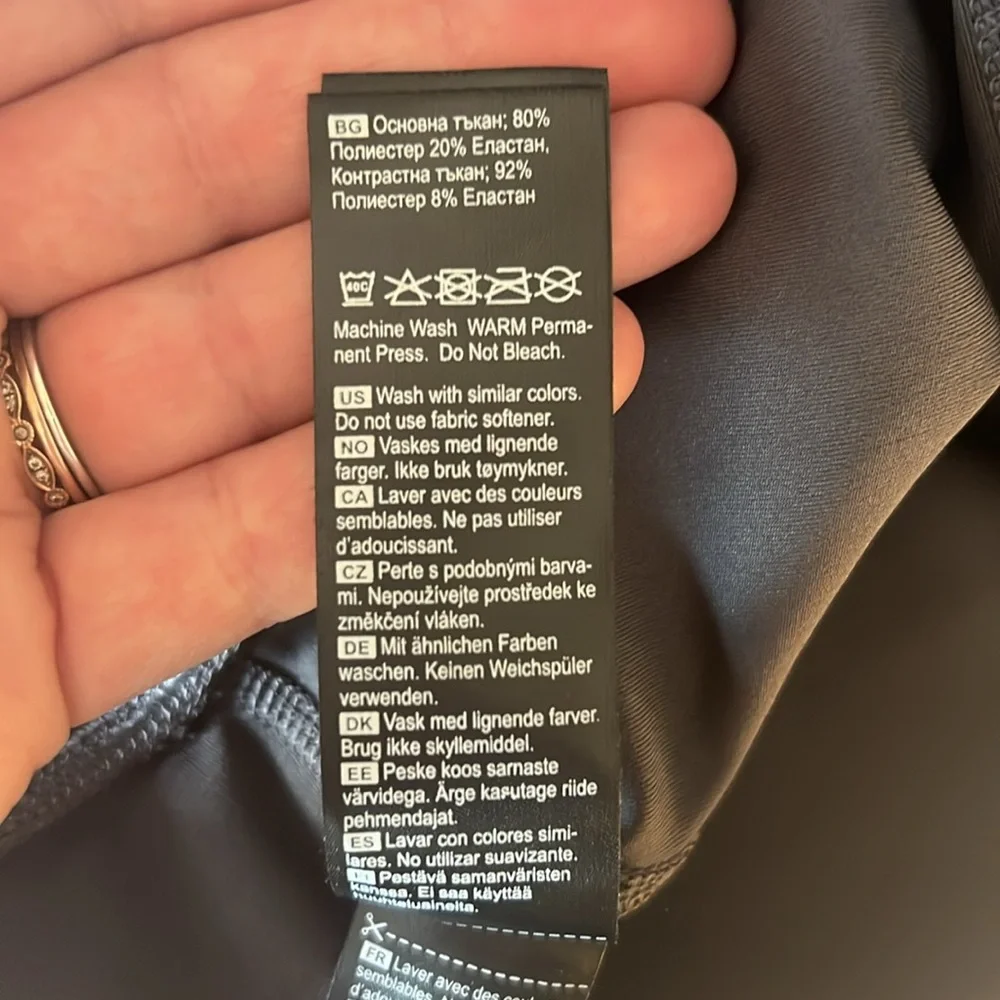 BG Основна тъкан; 80%
Полиестер 20% Еластан,
Контрастна тъкан; 92%
Полиестер 8% Еластан
40C
Machine Wash WARM Perma-
nent Press. Do Not Bleach.
US Wash with similar colors.
Do not use fabric softener.
NO Vaskes med lignende
farger. Ikke bruk tøymykner.
CA Laver avec des couleurs
semblables. Ne pas utiliser
d'adoucissant.
CZ Perte s podobnými barva-
mi. Nepoužívejte prostředek ke
změkčení vláken.
DE Mit ähnlichen Farben
waschen. Keinen Weichspüler
verwenden.
DK Vask med lignende farver.
Brug ikke skyllemiddel.
EE Peske koos sarnaste
värvidega. Ärge kasutage riide
pehmendajat.
ES Lavar con colores simi-
lares. No utilizar suavizante.
Pestävä samanväristen
kanssa. Ei saa käyttää
huuhteluaineita.
FR Laver avec des
semblables.